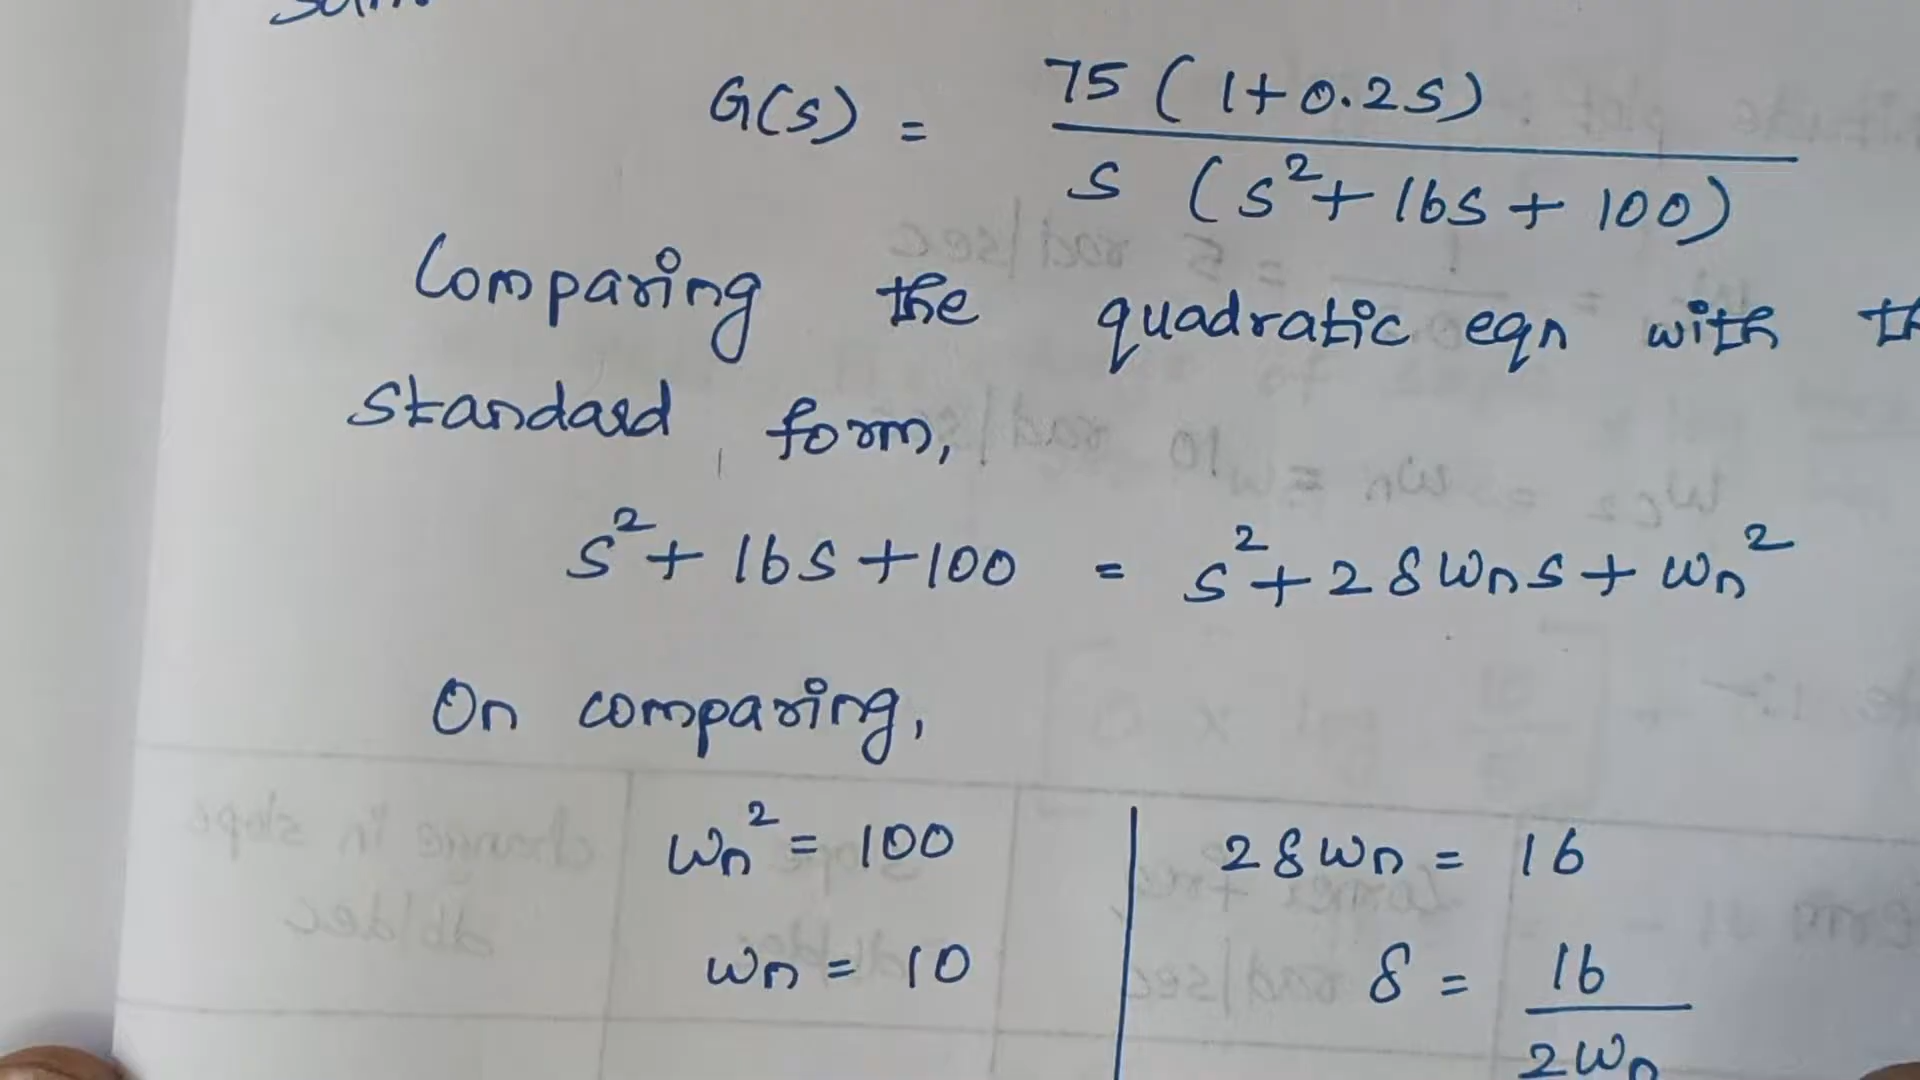 G(s) = 75 (1+0.2s)
s (s²+16s+100)
Comparing the quadratic eqn with
standard form,
s²+16s+100 = s²+2δωns+ωn²
On comparing,
ωn² = 100
ωn = 10
2δωn = 16
δ = 16
2ωn